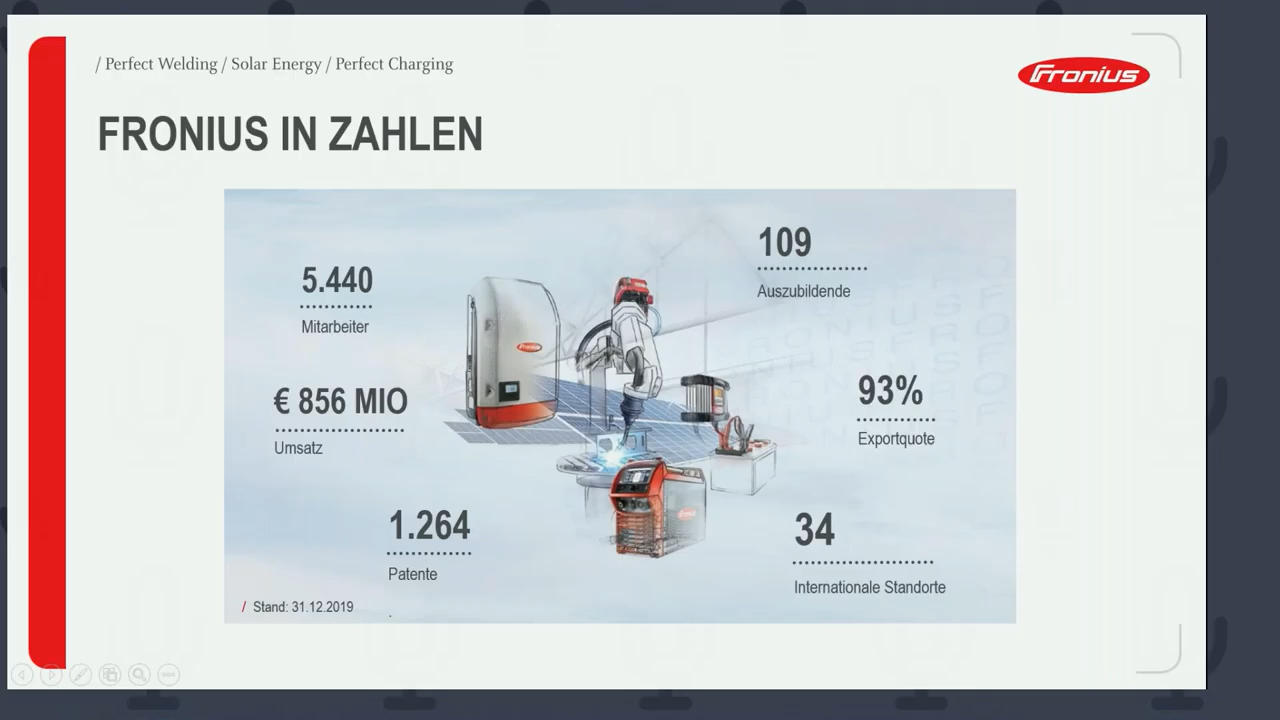 / Perfect Welding / Solar Energy / Perfect Charging
Fronius
FRONIUS IN ZAHLEN
109
Auszubildende
5.440
Mitarbeiter
Fronius
93%
Exportquote
€ 856 MIO
Umsatz
1.264
Patente
34
Internationale Standorte
/ Stand: 31.12.2019